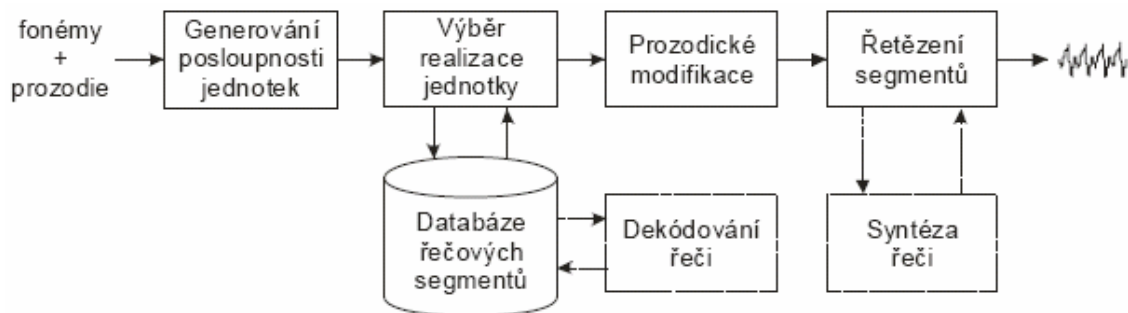 fonémy
+
prozodie
Generování
posloupnosti
jednotek
Výběr
realizace
jednotky
Prozodické
modifikace
Řetězení
segmentů
Databáze
řečových
segmentů
Dekódování
řeči
Syntéza
řeči